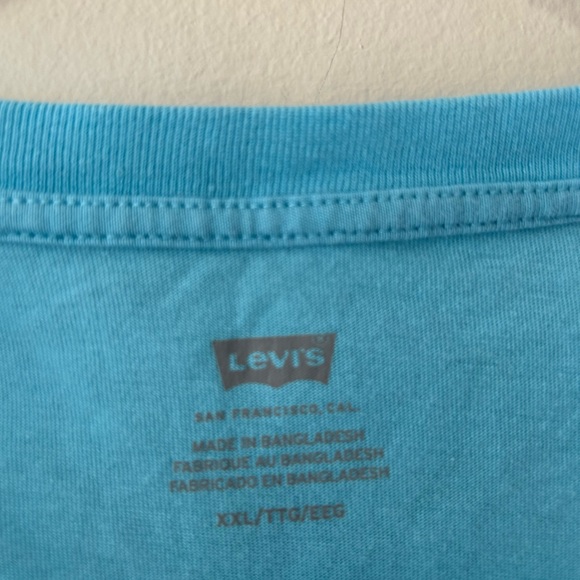 Levi's
SAN FRANCISCO, CAL.
MADE IN BANGLADESH
FABRIQUE AU BANGLADESH
FABRICADO EN BANGLADESH
XXL/TTG/EEG